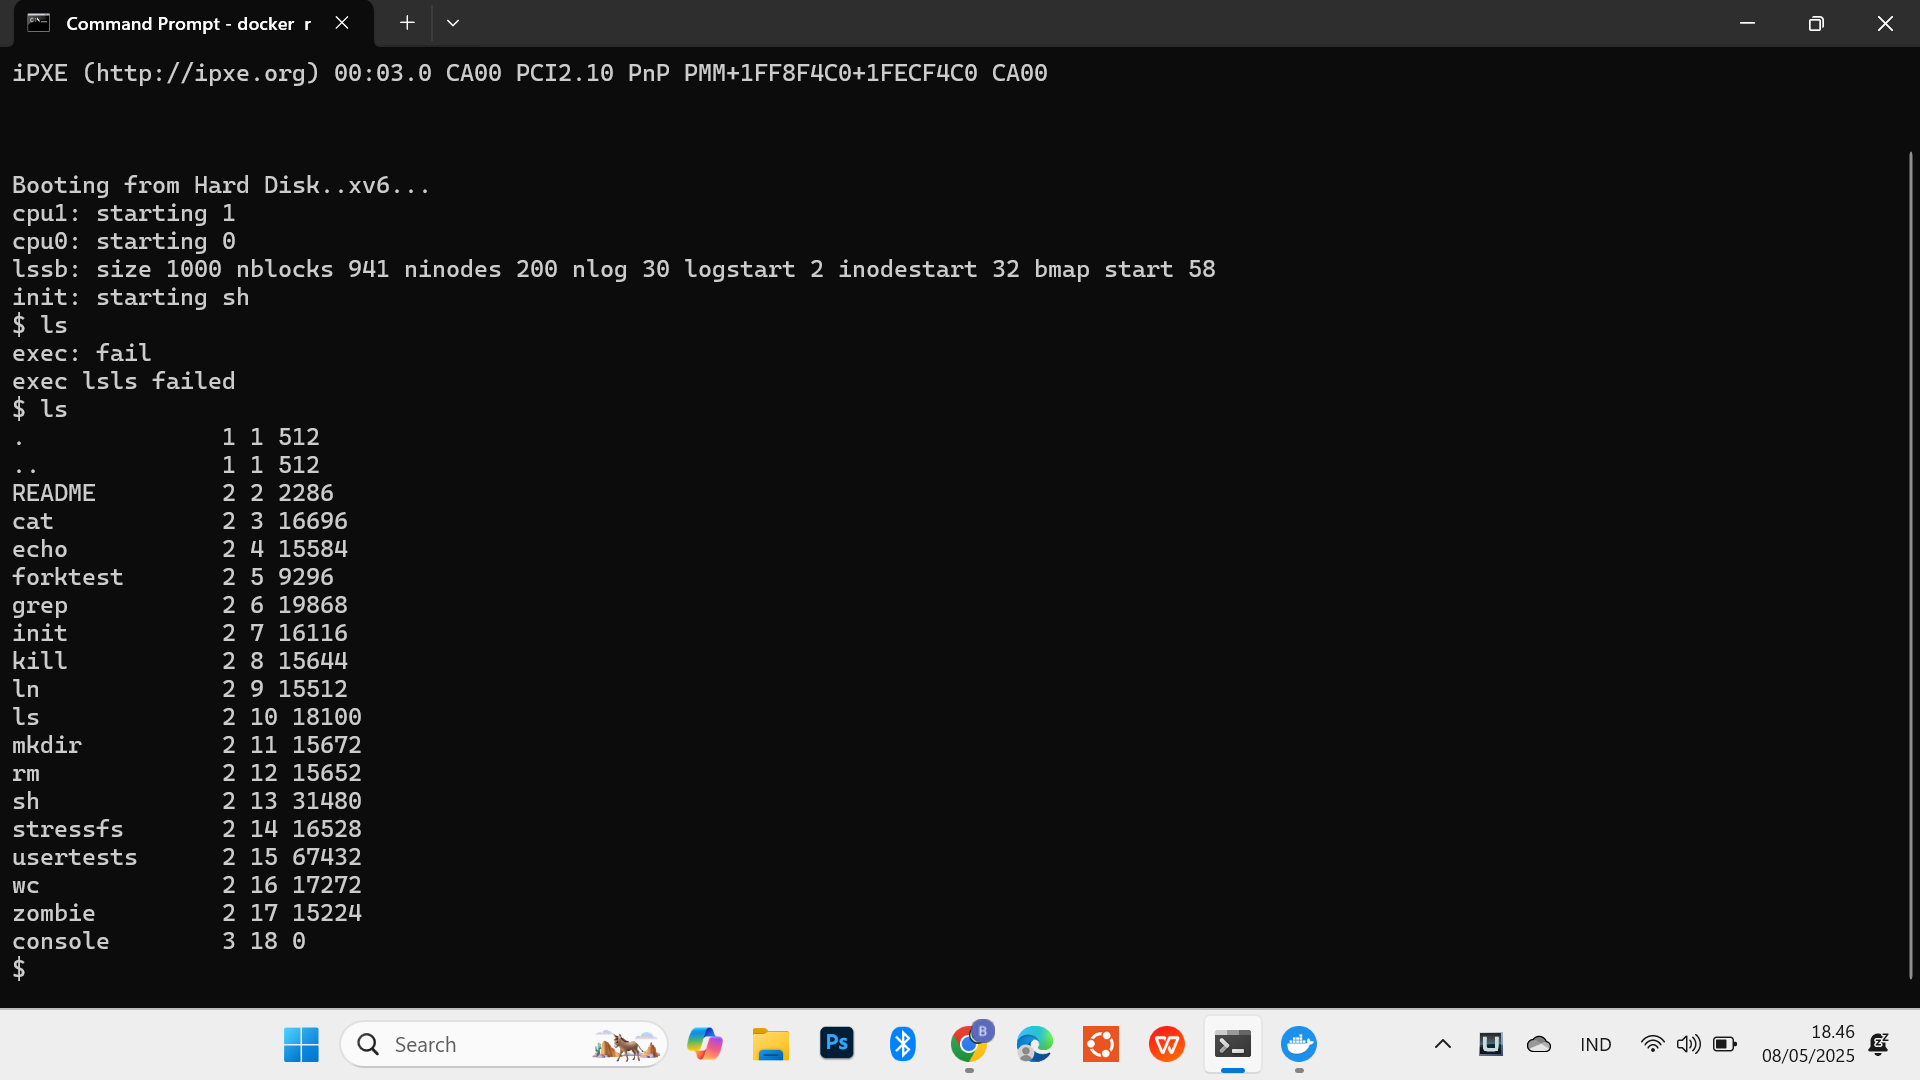 Command Prompt - docker r
iPXE (http://ipxe.org) 00:03.0 CA00 PCI2.10 PnP PMM+1FF8F4C0+1FECF4C0 CA00
Booting from Hard Disk..xv6...
cpu1: starting 1
cpu0: starting 0
lssb: size 1000 nblocks 941 ninodes 200 nlog 30 logstart 2 inodestart 32 bmap start 58
init: starting sh
$ ls
exec: fail
exec lsls failed
$ ls
. 1 1 512
.. 1 1 512
README 2 2 2286
cat 2 3 16696
echo 2 4 15584
forktest 2 5 9296
grep 2 6 19868
init 2 7 16116
kill 2 8 15644
ln 2 9 15512
ls 2 10 18100
mkdir 2 11 15672
rm 2 12 15652
sh 2 13 31480
stressfs 2 14 16528
usertests 2 15 67432
wc 2 16 17272
zombie 2 17 15224
console 3 18 0
$
Search
Ps
B
IND
18.46
08/05/2025